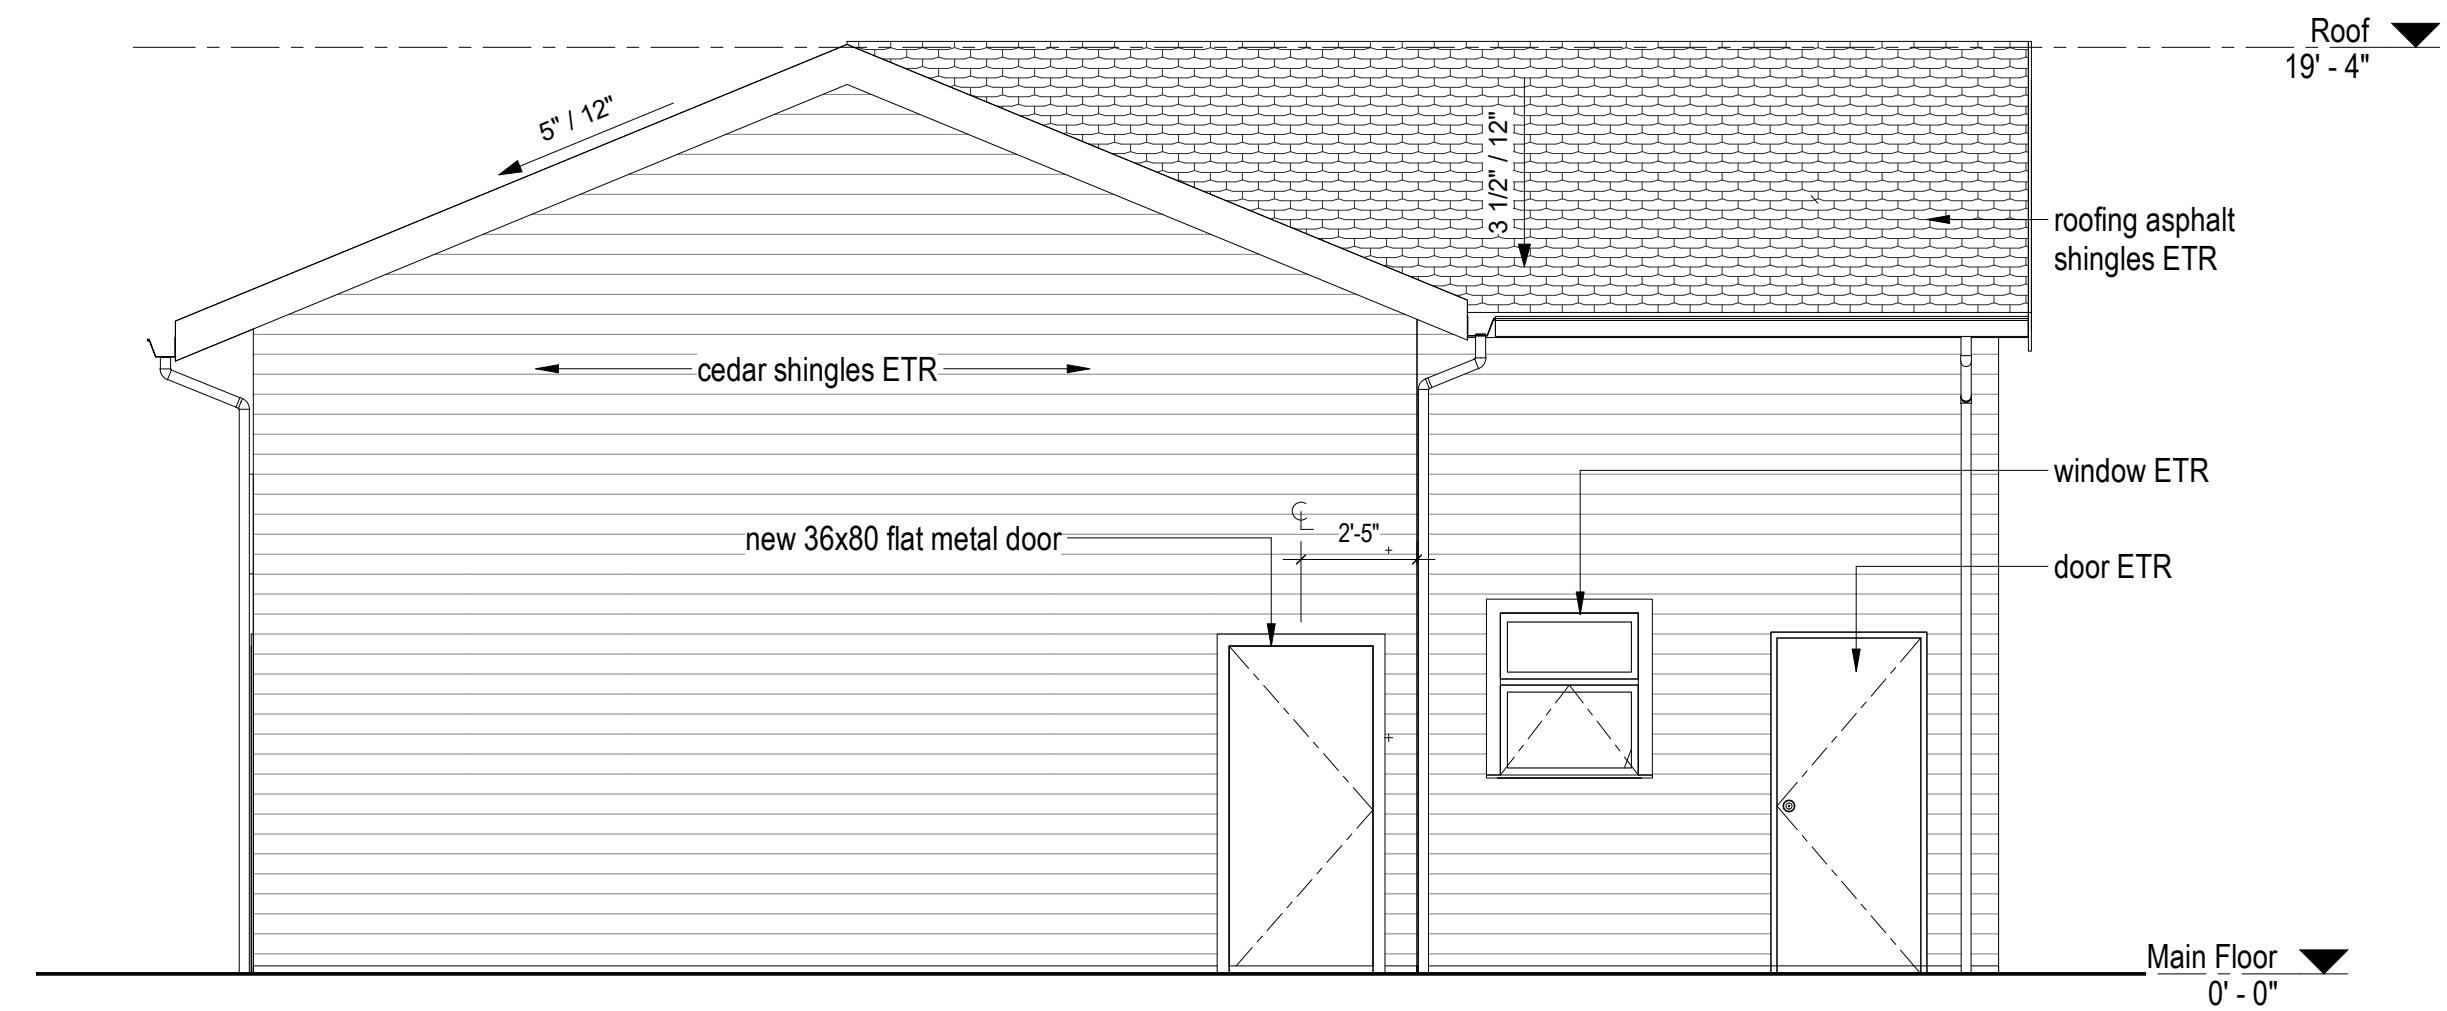 Roof
19' - 4"
5" / 12"
3 1/2" / 12"
roofing asphalt
shingles ETR
cedar shingles ETR
window ETR
℄
2'-5"
new 36x80 flat metal door
door ETR
Main Floor
0' - 0"